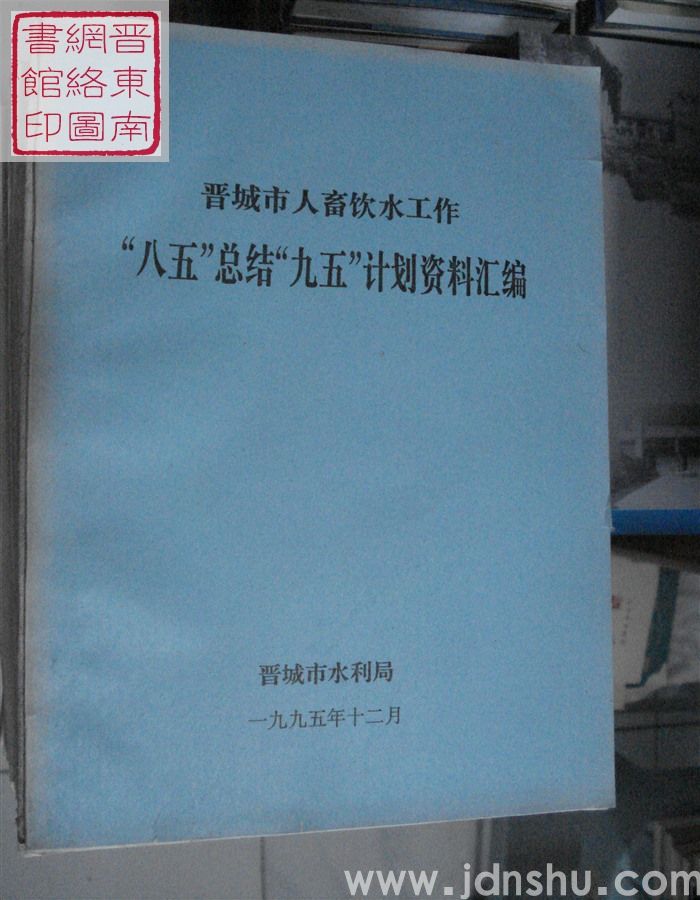 晋東南
網絡圖
書館印
晋城市人畜饮水工作
“八五”总结“九五”计划资料汇编
晋城市水利局
一九九五年十二月
www.jdnshu.com